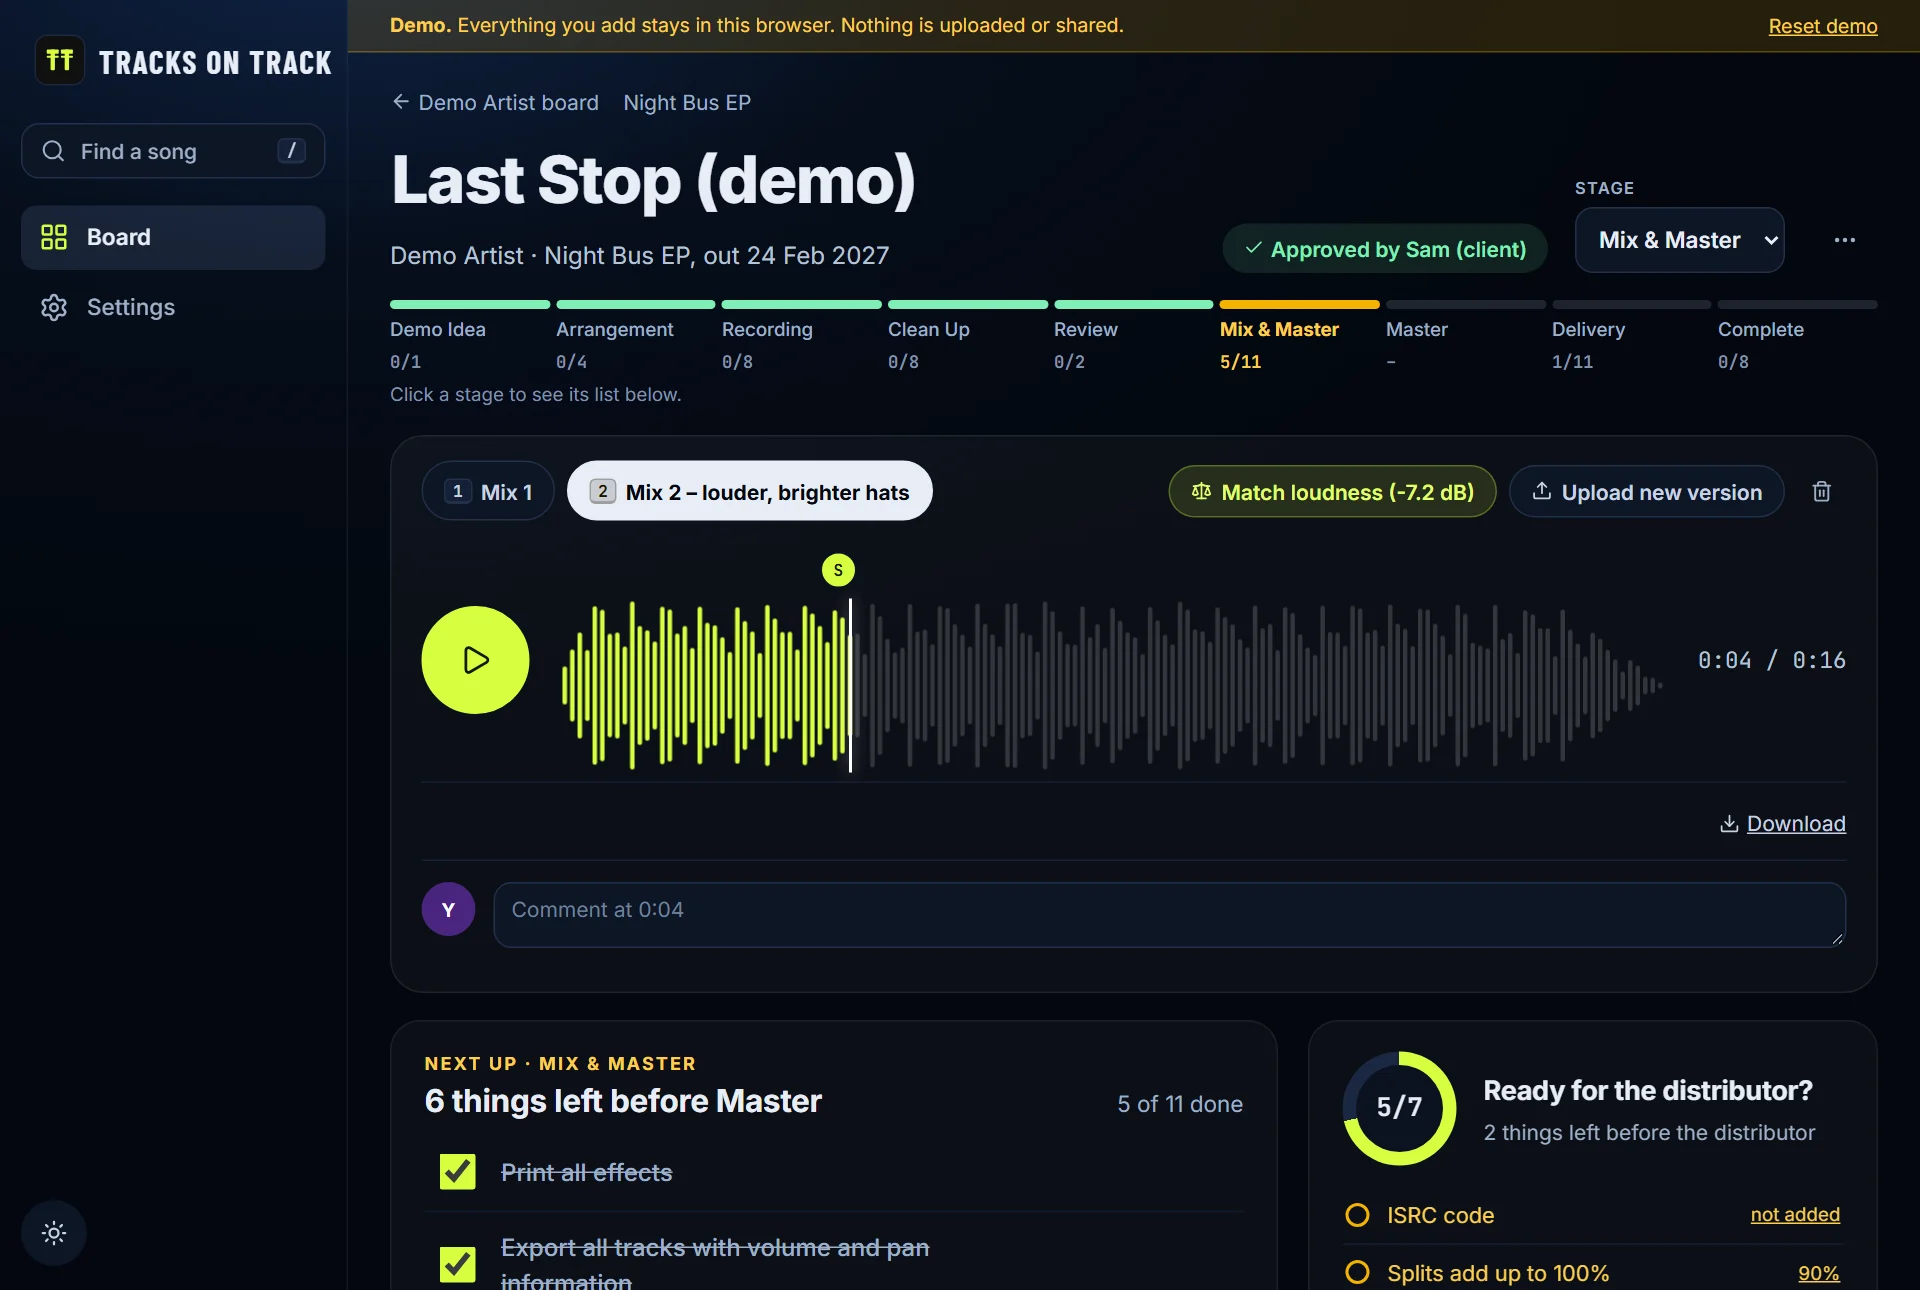 Demo. Everything you add stays in this browser. Nothing is uploaded or shared.
Reset demo
TT TRACKS ON TRACK
Find a song /
Board
Settings
← Demo Artist board Night Bus EP
Last Stop (demo)
Demo Artist · Night Bus EP, out 24 Feb 2027
Approved by Sam (client)
STAGE
Mix & Master
Demo Idea Arrangement Recording Clean Up Review Mix & Master Master Delivery Complete
0/1 0/4 0/8 0/8 0/2 5/11 – 1/11 0/8
Click a stage to see its list below.
1 Mix 1
2 Mix 2 – louder, brighter hats
Match loudness (-7.2 dB)
Upload new version
S
0:04 / 0:16
Download
Y
Comment at 0:04
NEXT UP · MIX & MASTER
6 things left before Master
5 of 11 done
Print all effects
Export all tracks with volume and pan
information
5/7
Ready for the distributor?
2 things left before the distributor
ISRC code not added
Splits add up to 100% 90%